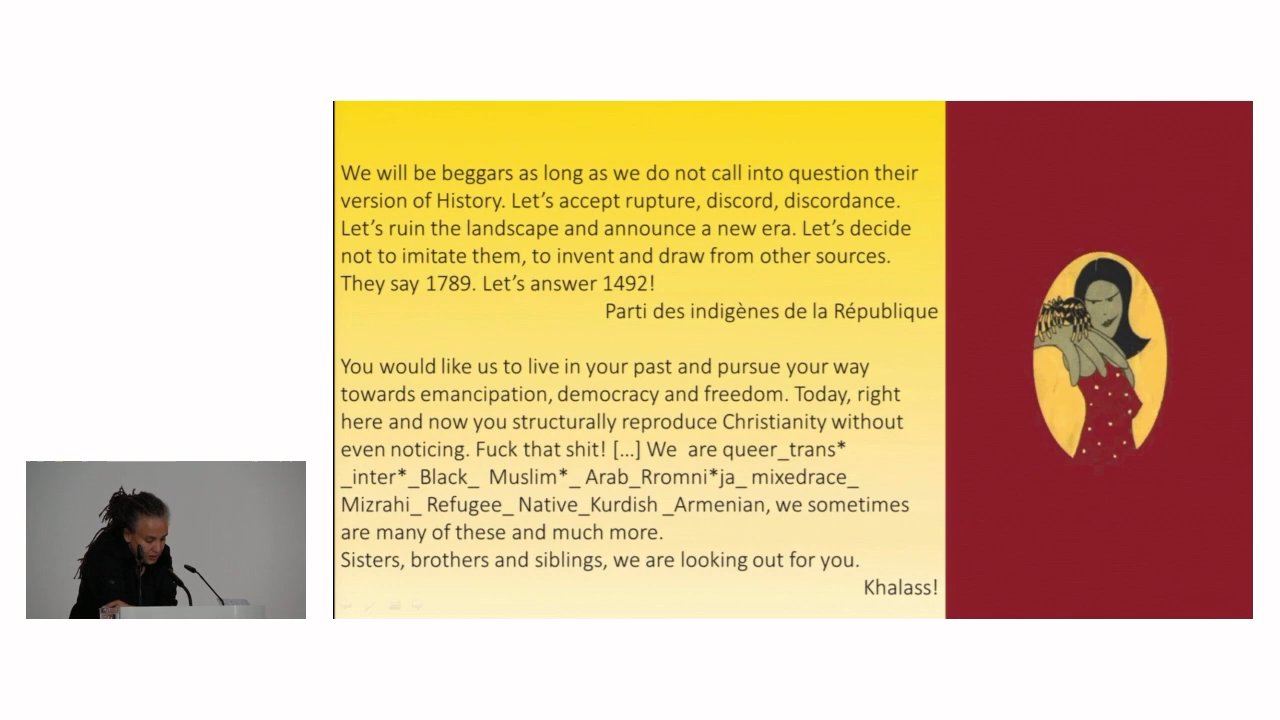 We will be beggars as long as we do not call into question their
version of History. Let’s accept rupture, discord, discordance.
Let’s ruin the landscape and announce a new era. Let’s decide
not to imitate them, to invent and draw from other sources.
They say 1789. Let’s answer 1492!
Parti des indigènes de la République
You would like us to live in your past and pursue your way
towards emancipation, democracy and freedom. Today, right
here and now you structurally reproduce Christianity without
even noticing. Fuck that shit! […] We  are queer_trans*
_inter*_Black_  Muslim*_ Arab_Rromni*ja_ mixedrace_
Mizrahi_ Refugee_ Native_Kurdish _Armenian, we sometimes
are many of these and much more.
Sisters, brothers and siblings, we are looking out for you.
Khalass!